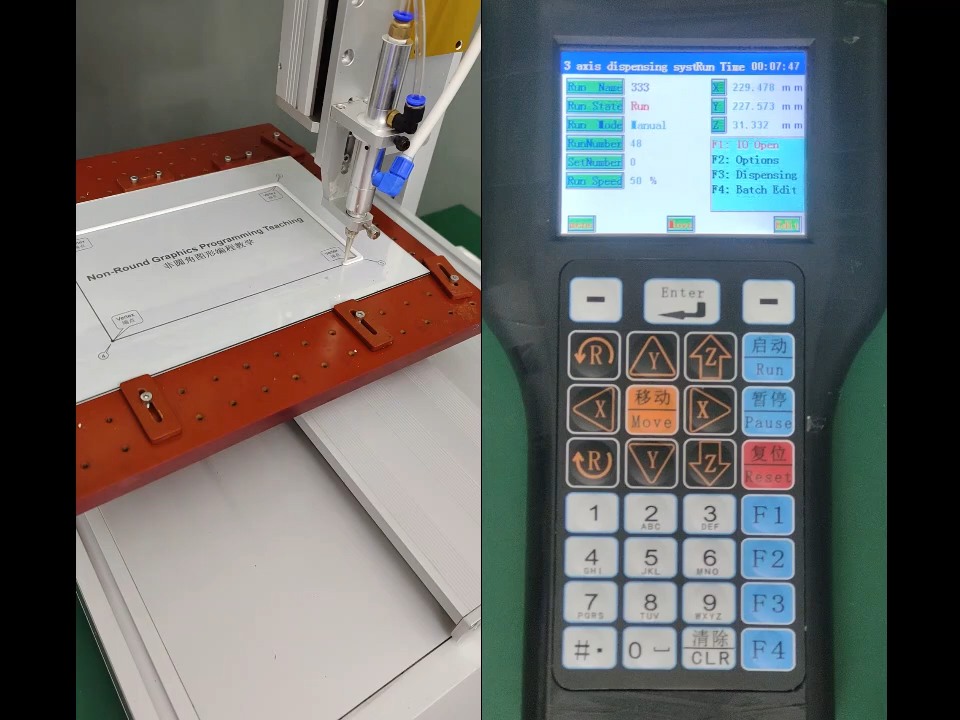 Non-Round Graphics Programming Teaching
非圆角图形编程教学
Vertex
端点
3 axis dispensing syst
Run Time 00:07:47
Run Name 333
Run State Run
Run Mode Manual
RunNumber 48
SetNumber 0
Run Speed 50 %
X 229.478 mm
Y 227.573 mm
Z 31.332 mm
F1: IO Open
F2: Options
F3: Dispensing
F4: Batch Edit
Enter
R
Y
Z
启动
Run
X
移动
Move
X
暂停
Pause
R
Y
Z
复位
Reset
1
2
ABC
3
DEF
F1
4
GHI
5
JKL
6
MNO
F2
7
PQRS
8
TUV
9
WXYZ
F3
#·
0
清除
CLR
F4